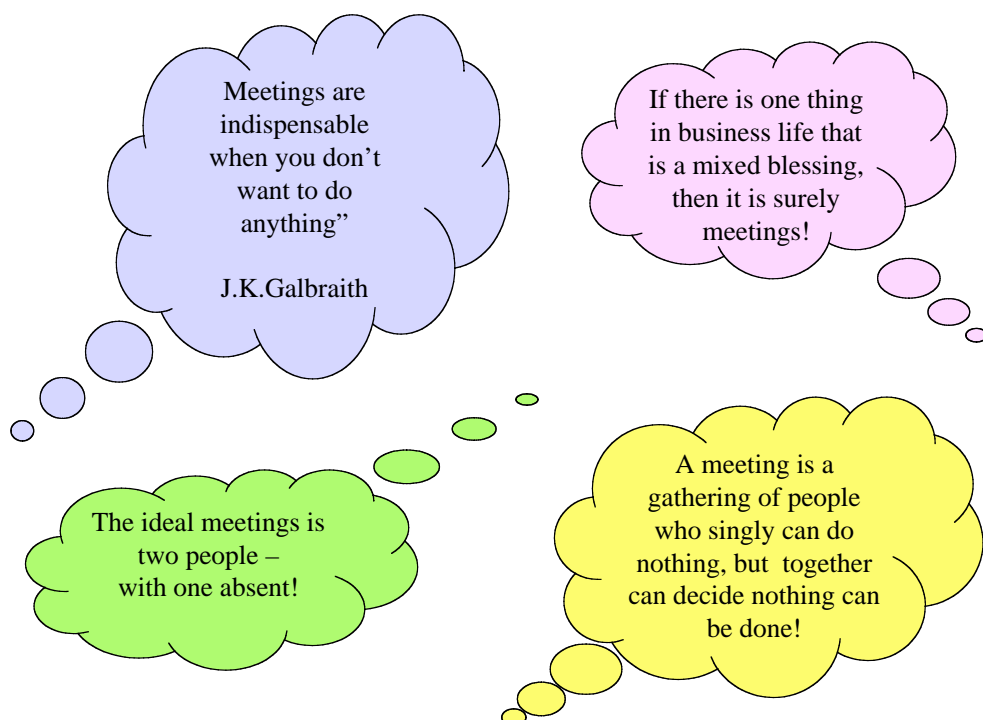 Meetings are
indispensable
when you don’t
want to do
anything”
J.K.Galbraith
If there is one thing
in business life that
is a mixed blessing,
then it is surely
meetings!
The ideal meetings is
two people –
with one absent!
A meeting is a
gathering of people
who singly can do
nothing, but together
can decide nothing can
be done!